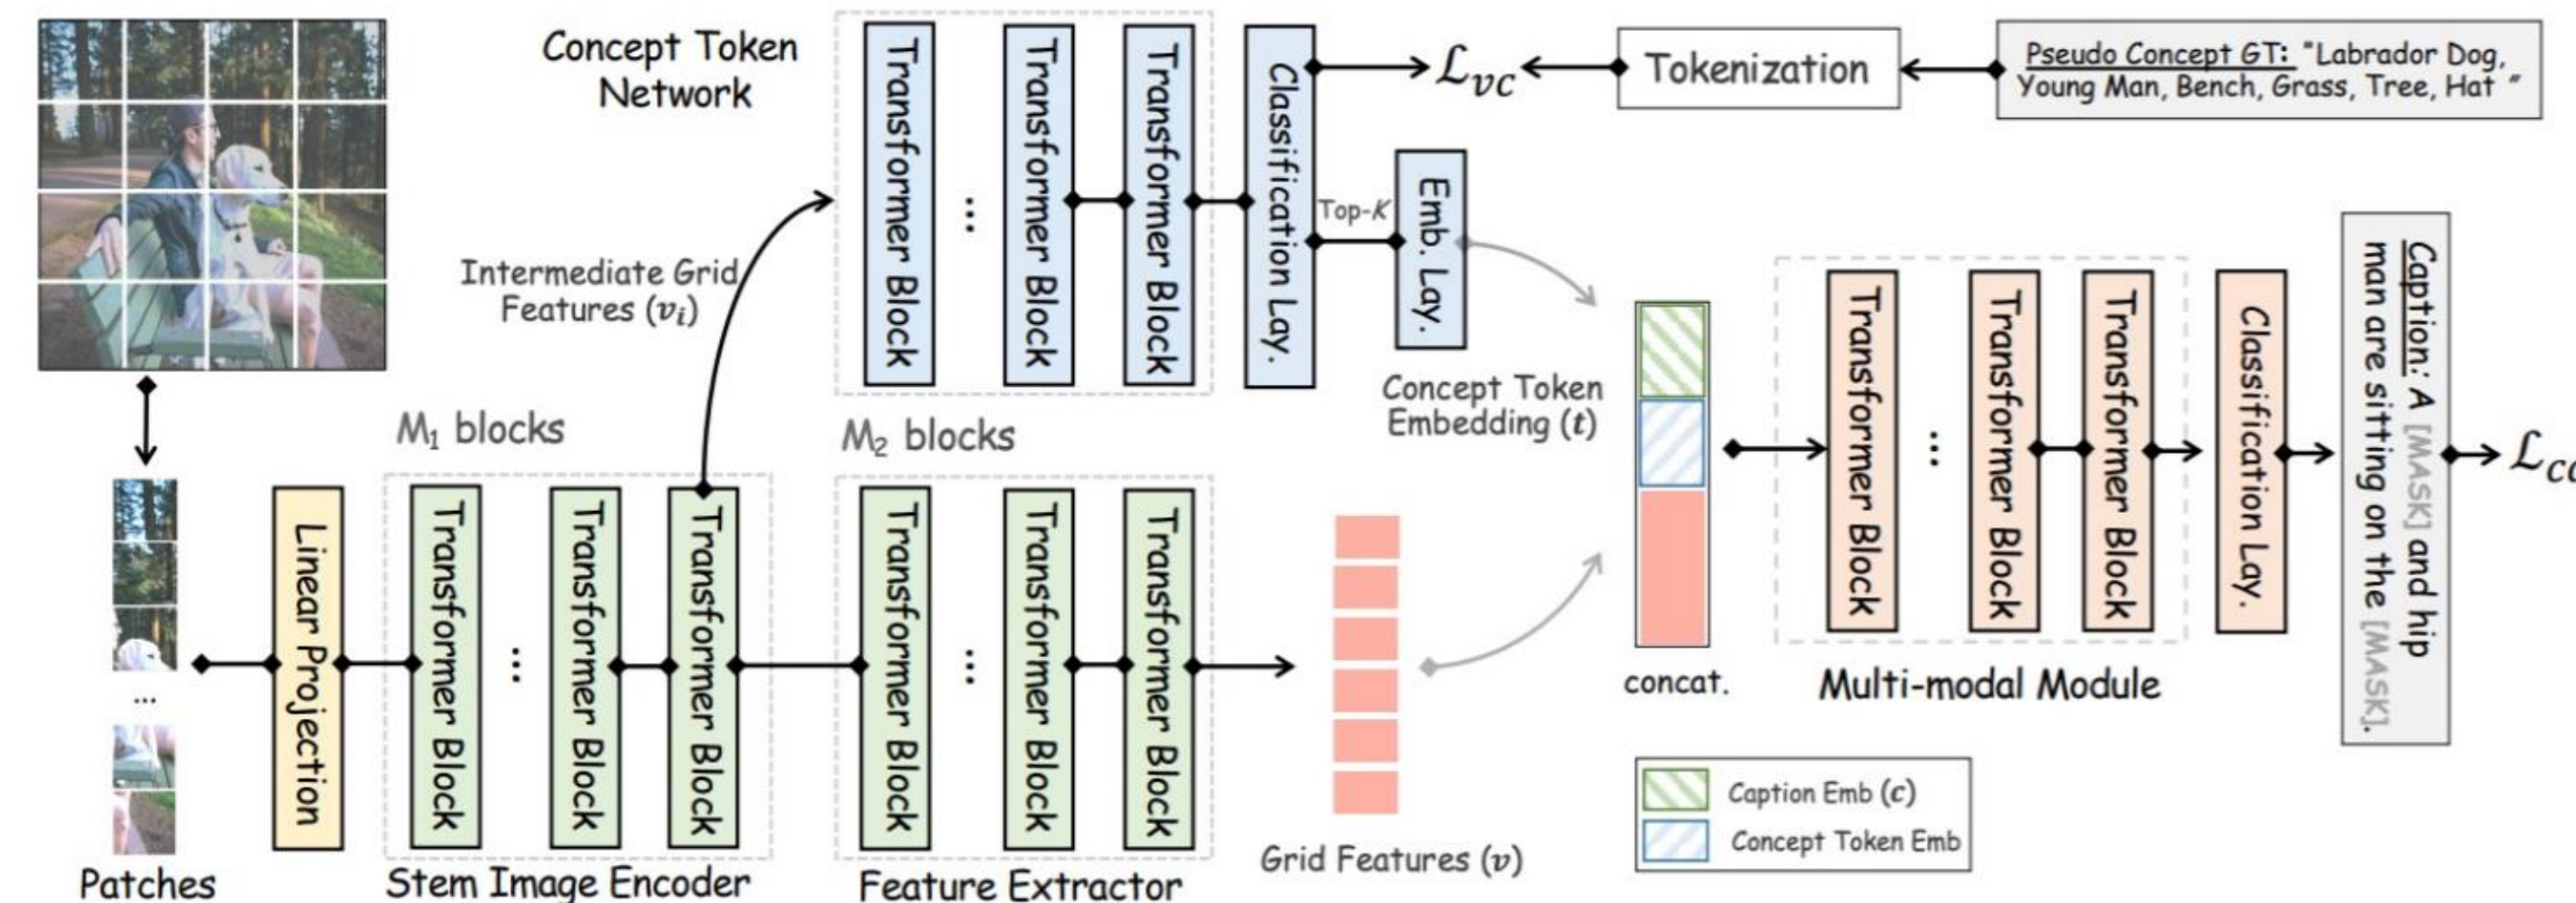 Concept Token
Network
Transformer Block
...
Transformer Block
Transformer Block
Classification Lay.
ℒvc
Tokenization
Pseudo Concept GT: "Labrador Dog,
Young Man, Bench, Grass, Tree, Hat "
Top-K
Emb. Lay.
Intermediate Grid
Features (vi)
Concept Token
Embedding (t)
M1 blocks
M2 blocks
Linear Projection
Transformer Block
...
Transformer Block
Transformer Block
Transformer Block
...
Transformer Block
Transformer Block
...
Patches
Stem Image Encoder
Feature Extractor
Grid Features (v)
concat.
Transformer Block
...
Transformer Block
Transformer Block
Multi-modal Module
Classification Lay.
Caption: A [MASK] and hip
man are sitting on the [MASK].
Caption Emb (c)
Concept Token Emb